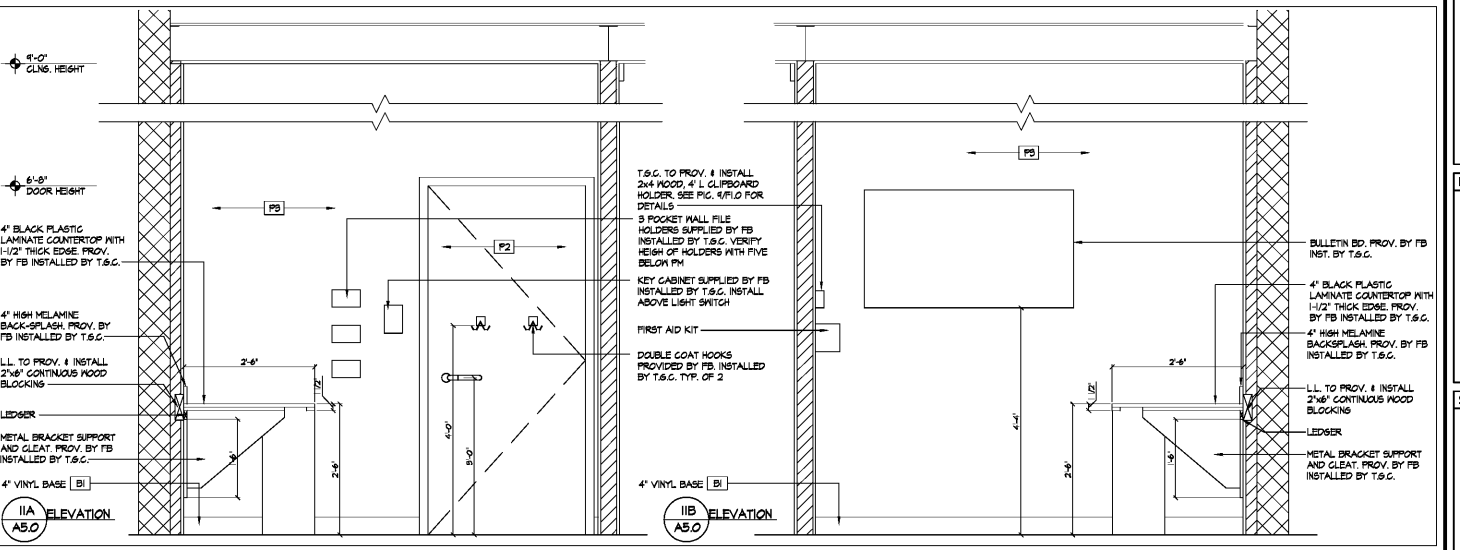 9'-0"
CLNG. HEIGHT
6'-8"
DOOR HEIGHT
4" BLACK PLASTIC
LAMINATE COUNTERTOP WITH
1-1/2" THICK EDGE. PROV.
BY FB INSTALLED BY T.G.C.
4" HIGH MELAMINE
BACK-SPLASH. PROV. BY
FB INSTALLED BY T.G.C.
L.L. TO PROV. & INSTALL
2"x6" CONTINUOUS WOOD
BLOCKING
LEDGER
METAL BRACKET SUPPORT
AND CLEAT. PROV. BY FB
INSTALLED BY T.G.C.
4" VINYL BASE B1
11A
A5.0
ELEVATION
P3
P2
2'-6"
1 1/2"
1'-6"
2'-6"
4'-0"
3'-0"
T.G.C. TO PROV. & INSTALL
2x4 WOOD, 4' L CLIPBOARD
HOLDER. SEE PIC. 9/F1.0 FOR
DETAILS
3 POCKET WALL FILE
HOLDERS SUPPLIED BY FB
INSTALLED BY T.G.C. VERIFY
HEIGH OF HOLDERS WITH FIVE
BELOW PM
KEY CABINET SUPPLIED BY FB
INSTALLED BY T.G.C. INSTALL
ABOVE LIGHT SWITCH
FIRST AID KIT
DOUBLE COAT HOOKS
PROVIDED BY FB. INSTALLED
BY T.G.C. TYP. OF 2
4" VINYL BASE B1
11B
A5.0
ELEVATION
P3
4'-4"
2'-6"
1 1/2"
2'-6"
1'-6"
BULLETIN BD. PROV. BY FB
INST. BY T.G.C.
4" BLACK PLASTIC
LAMINATE COUNTERTOP WITH
1-1/2" THICK EDGE. PROV.
BY FB INSTALLED BY T.G.C.
4" HIGH MELAMINE
BACKSPLASH. PROV. BY FB
INSTALLED BY T.G.C.
L.L. TO PROV. & INSTALL
2"x6" CONTINUOUS WOOD
BLOCKING
LEDGER
METAL BRACKET SUPPORT
AND CLEAT. PROV. BY FB
INSTALLED BY T.G.C.